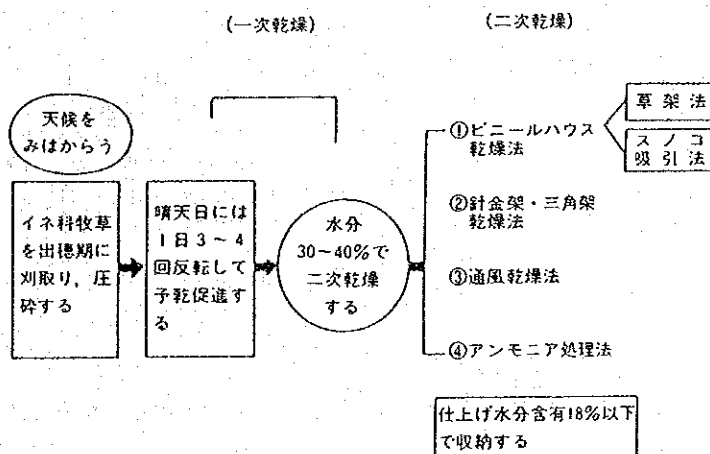 (一次乾燥)
(二次乾燥)
天候を
みはからう
イネ科牧草
を出穂期に
刈取り，圧
砕する
晴天日には
1日3～4
回反転して
予乾促進す
る
水分
30～40%で
二次乾燥
する
①ビニールハウス
乾燥法
草架法
スノコ
吸引法
②針金架・三角架
乾燥法
③通風乾燥法
④アンモニア処理法
仕上げ水分含有18%以下
で収納する